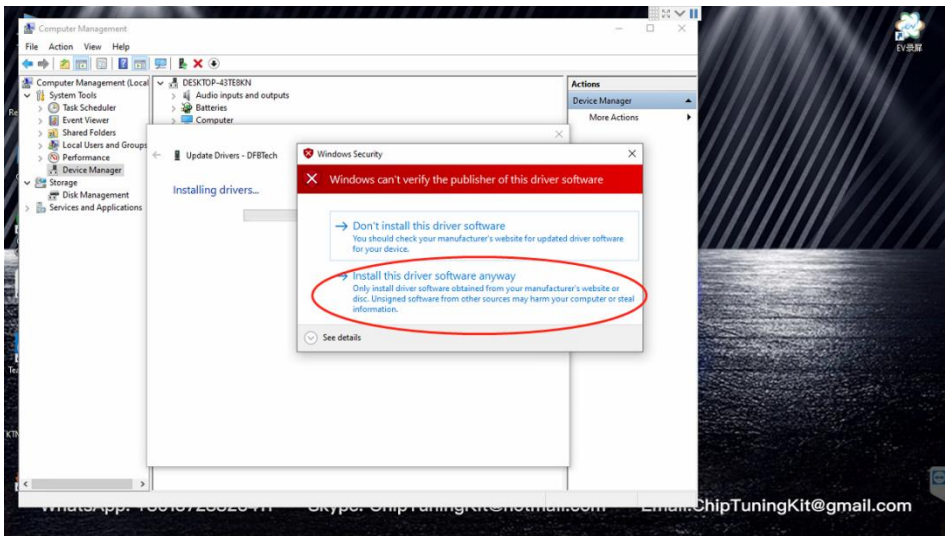 Computer Management
File Action View Help
Computer Management (Local
System Tools
Task Scheduler
Event Viewer
Shared Folders
Local Users and Groups
Performance
Device Manager
Storage
Disk Management
Services and Applications
DESKTOP-43TE8KN
Audio inputs and outputs
Batteries
Computer
Actions
Device Manager
More Actions
Update Drivers - DFBTech
Installing drivers...
Windows Security
Windows can't verify the publisher of this driver software
Don't install this driver software
You should check your manufacturer's website for updated driver software
for your device.
Install this driver software anyway
Only install driver software obtained from your manufacturer's website or
disc. Unsigned software from other sources may harm your computer or steal
information.
See details
EV录屏
ChipTuningKit@gmail.com